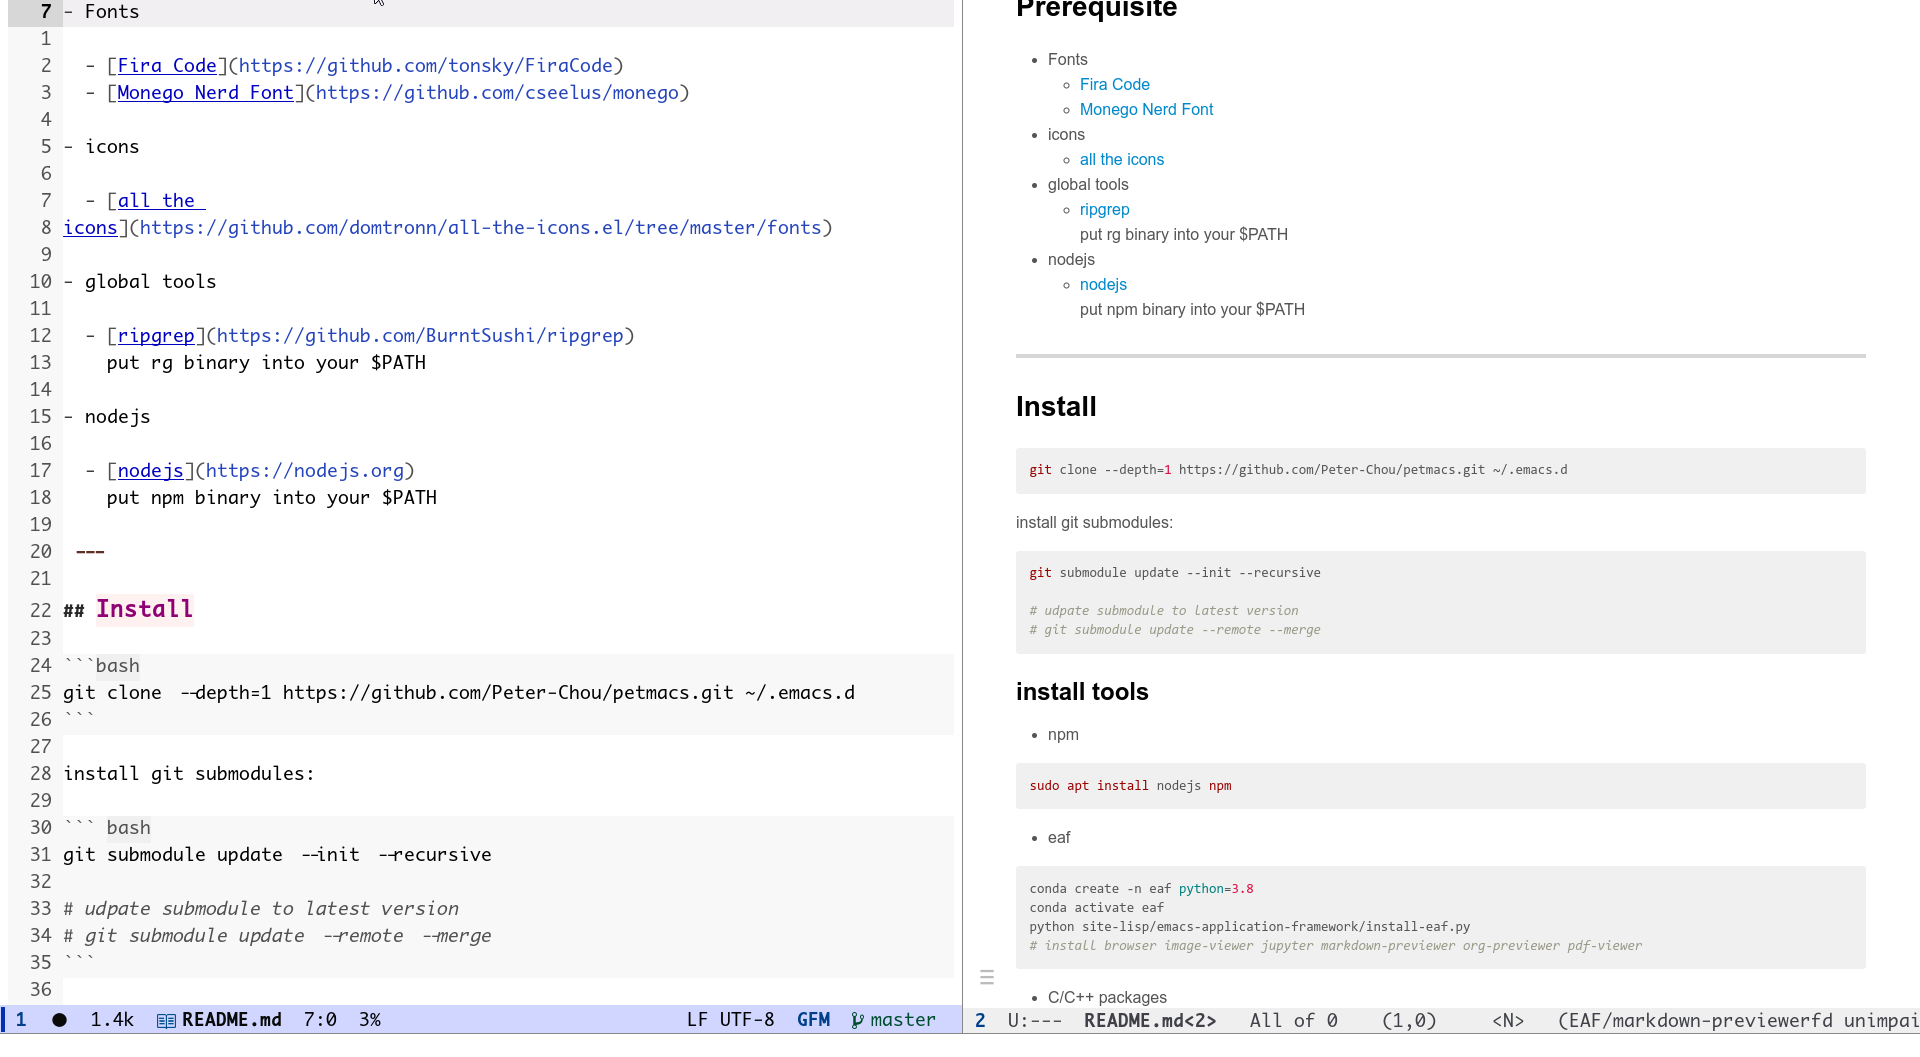 7 - Fonts
1
2 - [Fira Code](https://github.com/tonsky/FiraCode)
3 - [Monego Nerd Font](https://github.com/cseelus/monego)
4
5 - icons
6
7 - [all the
8 icons](https://github.com/domtronn/all-the-icons.el/tree/master/fonts)
9
10 - global tools
11
12 - [ripgrep](https://github.com/BurntSushi/ripgrep)
13 put rg binary into your $PATH
14
15 - nodejs
16
17 - [nodejs](https://nodejs.org)
18 put npm binary into your $PATH
19
20 ---
21
22 ## Install
23
24 ```bash
25 git clone --depth=1 https://github.com/Peter-Chou/petmacs.git ~/.emacs.d
26 ```
27
28 install git submodules:
29
30 ``` bash
31 git submodule update --init --recursive
32
33 # udpate submodule to latest version
34 # git submodule update --remote --merge
35 ```
36
1 ● 1.4k README.md 7:0 3% LF UTF-8 GFM master
Prerequisite
• Fonts
◦ Fira Code
◦ Monego Nerd Font
• icons
◦ all the icons
• global tools
◦ ripgrep
put rg binary into your $PATH
• nodejs
◦ nodejs
put npm binary into your $PATH
Install
git clone --depth=1 https://github.com/Peter-Chou/petmacs.git ~/.emacs.d
install git submodules:
git submodule update --init --recursive
# udpate submodule to latest version
# git submodule update --remote --merge
install tools
• npm
sudo apt install nodejs npm
• eaf
conda create -n eaf python=3.8
conda activate eaf
python site-lisp/emacs-application-framework/install-eaf.py
# install browser image-viewer jupyter markdown-previewer org-previewer pdf-viewer
• C/C++ packages
2 U:--- README.md<2> All of 0 (1,0) <N> (EAF/markdown-previewerfd unimpai